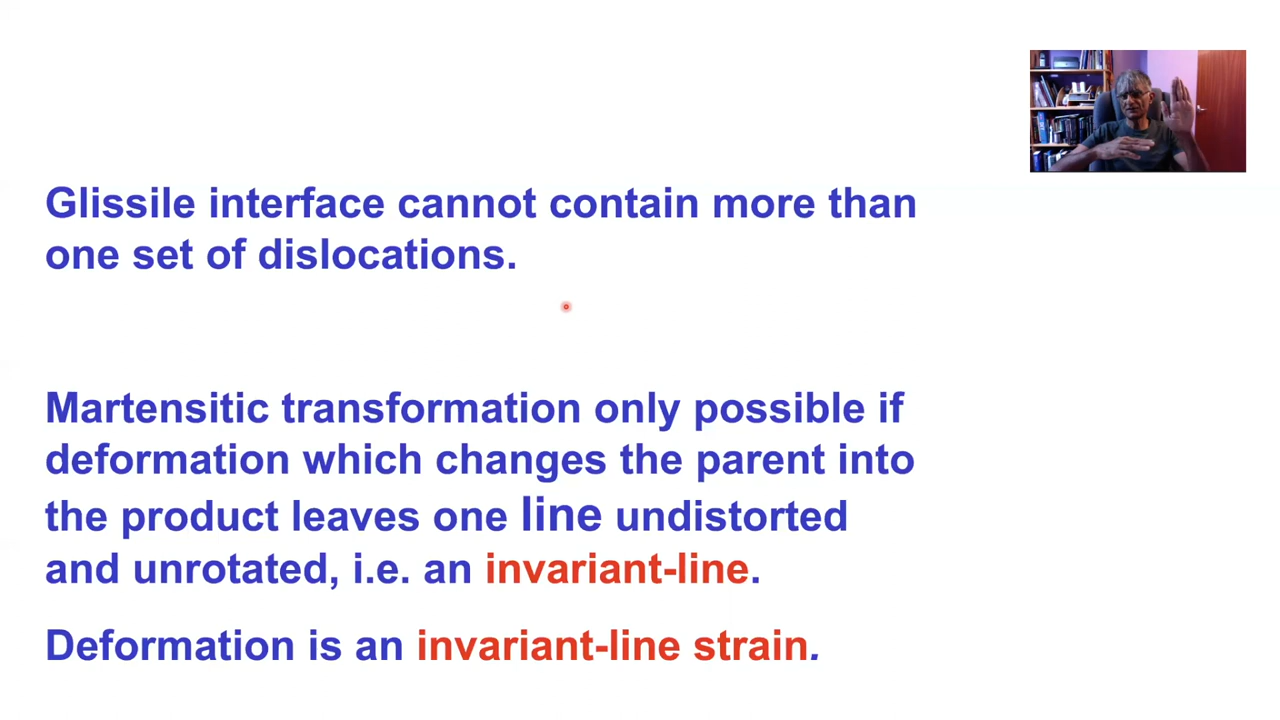 Glissile interface cannot contain more than
one set of dislocations.
Martensitic transformation only possible if
deformation which changes the parent into
the product leaves one line undistorted
and unrotated, i.e. an invariant-line.
Deformation is an invariant-line strain.